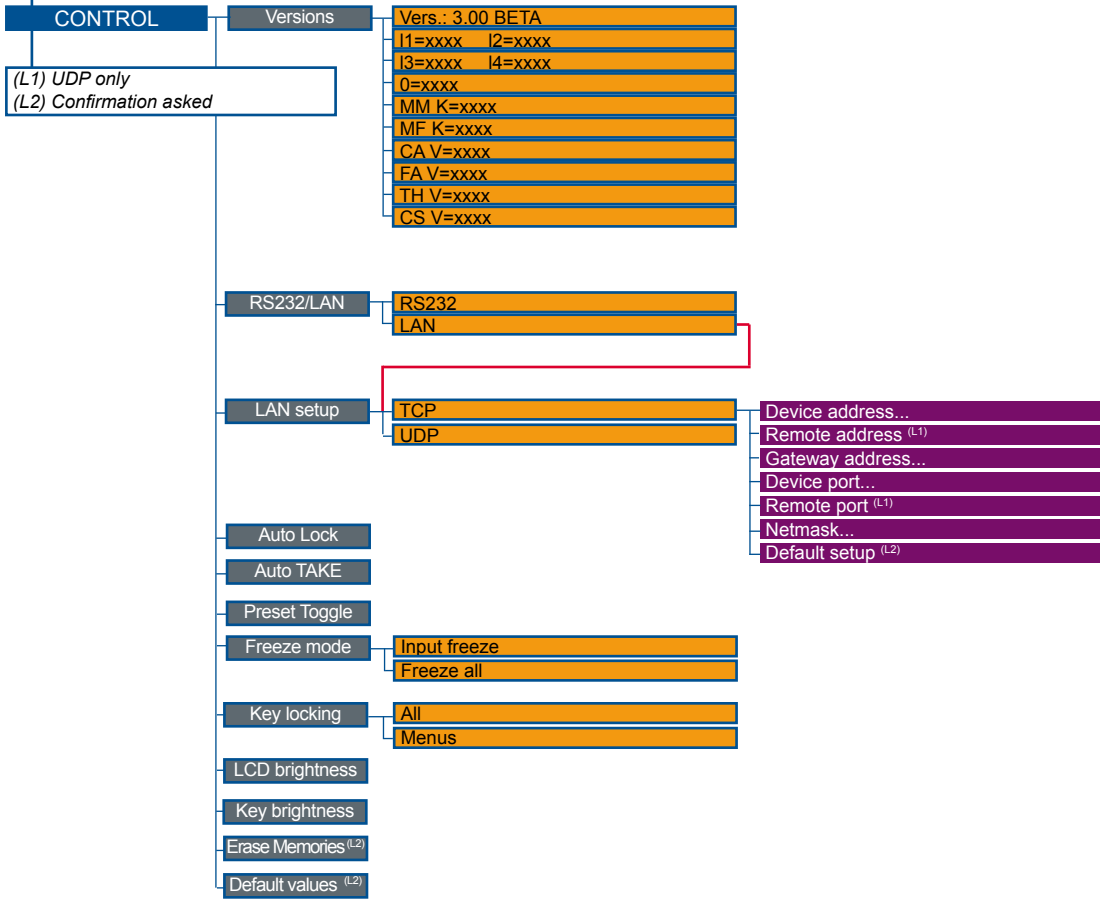 CONTROL
(L1) UDP only
(L2) Confirmation asked
Versions
Vers.: 3.00 BETA
I1=xxxx I2=xxxx
I3=xxxx I4=xxxx
0=xxxx
MM K=xxxx
MF K=xxxx
CA V=xxxx
FA V=xxxx
TH V=xxxx
CS V=xxxx
RS232/LAN
RS232
LAN
LAN setup
TCP
UDP
Device address...
Remote address (L1)
Gateway address...
Device port...
Remote port (L1)
Netmask...
Default setup (L2)
Auto Lock
Auto TAKE
Preset Toggle
Freeze mode
Input freeze
Freeze all
Key locking
All
Menus
LCD brightness
Key brightness
Erase Memories (L2)
Default values (L2)